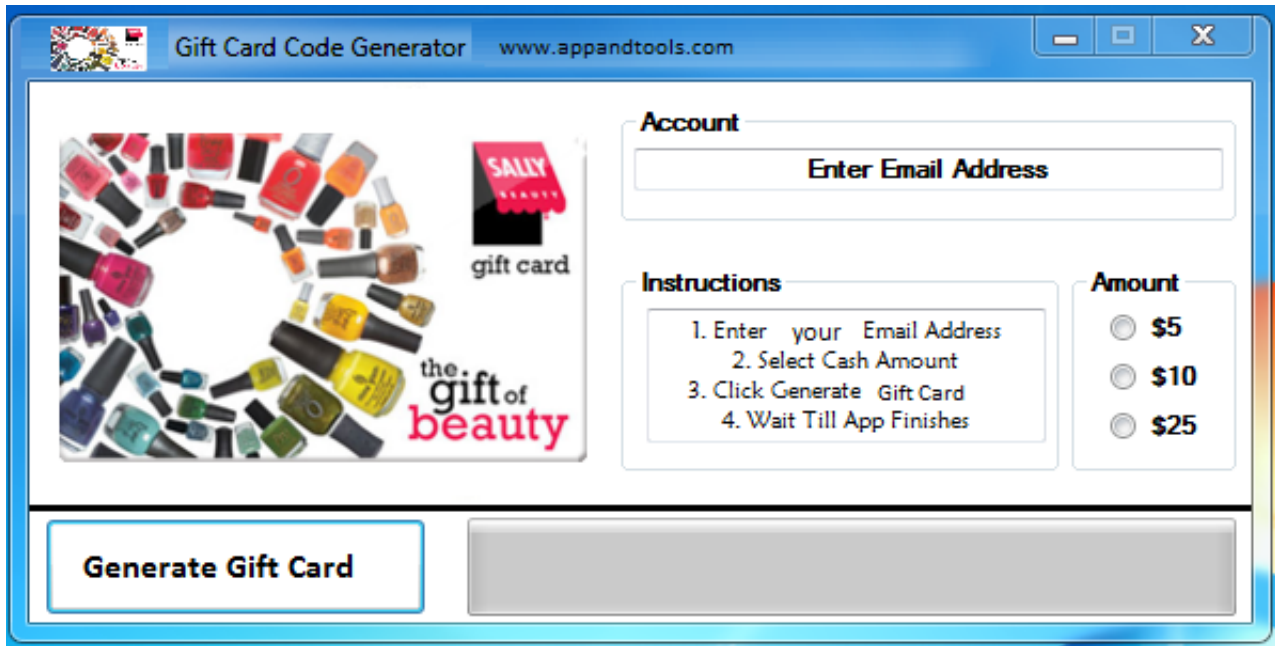 Gift Card Code Generator www.appandtools.com
X
SALLY
BEAUTY
gift card
the
gift of
beauty
Account
Enter Email Address
Instructions
1. Enter your Email Address
2. Select Cash Amount
3. Click Generate Gift Card
4. Wait Till App Finishes
Amount
$5
$10
$25
Generate Gift Card